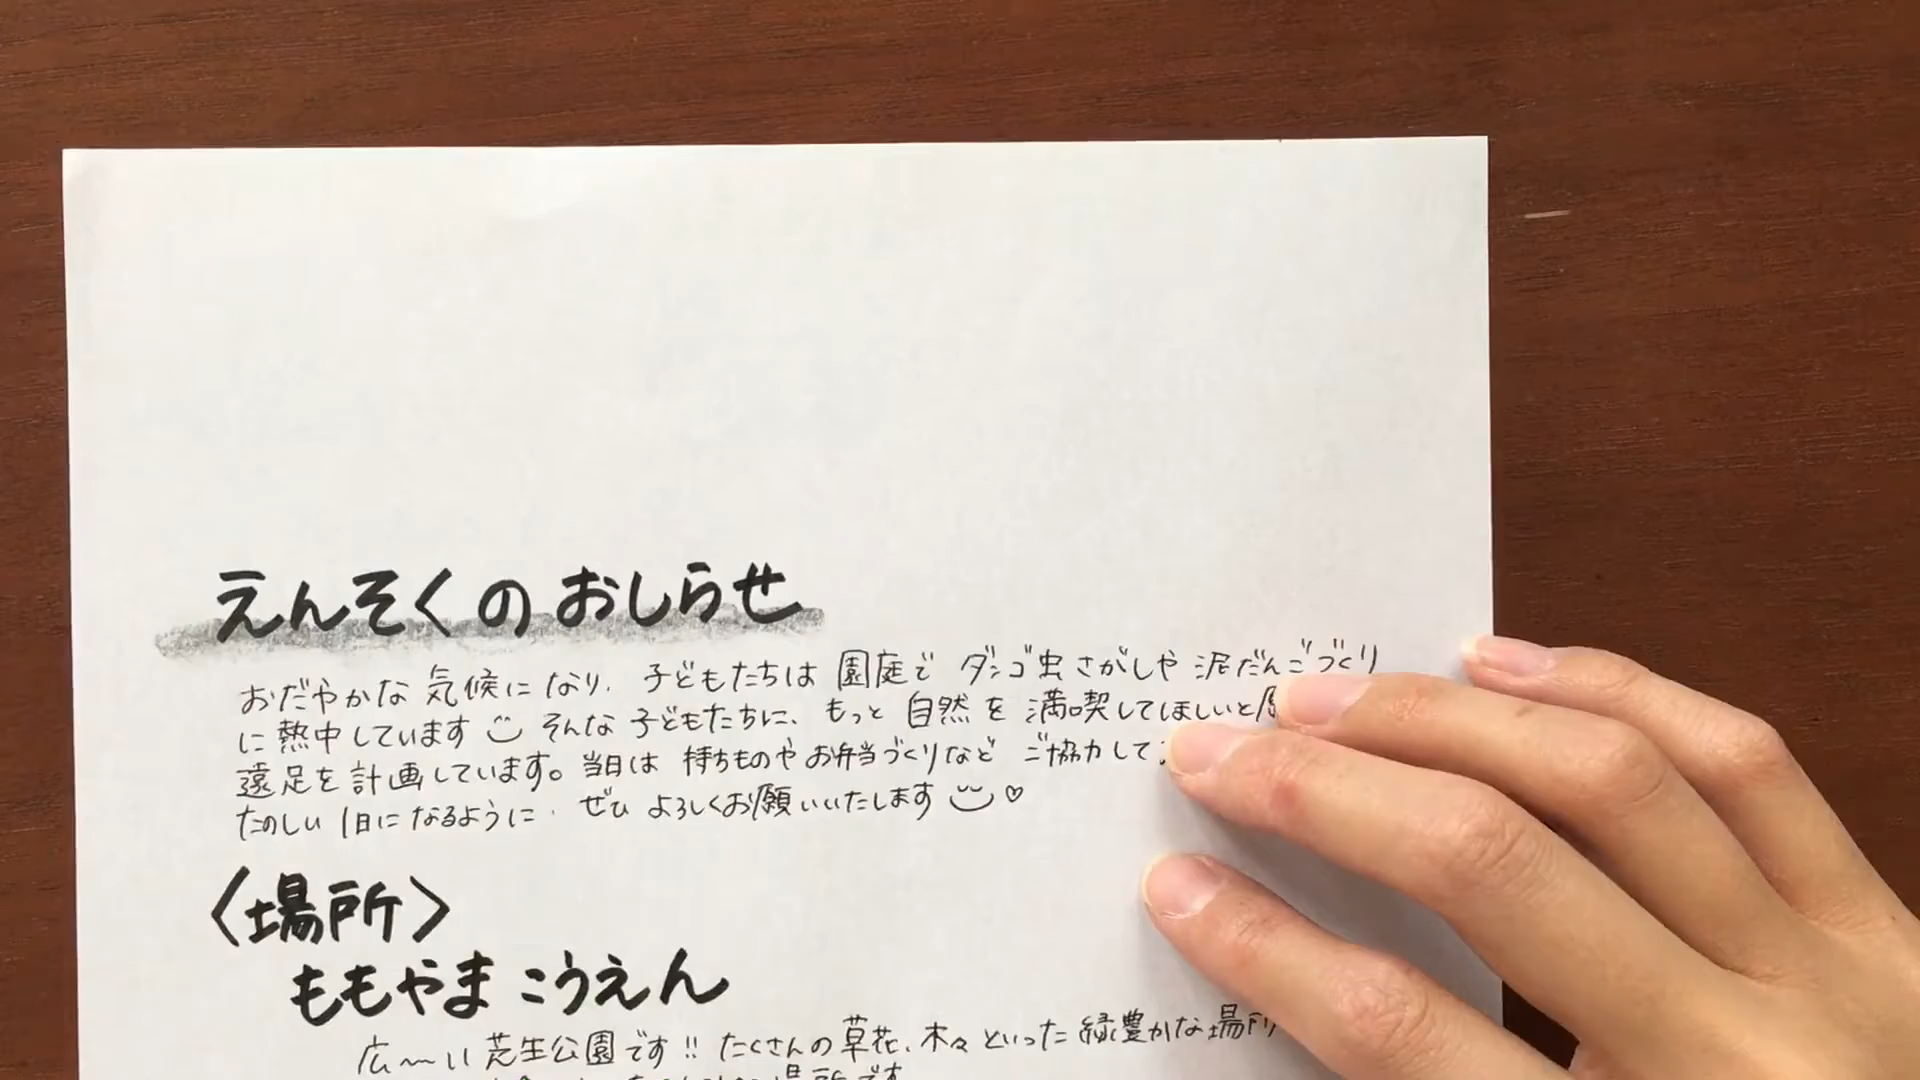 えんそくのおしらせ
おだやかな気候になり、子どもたちは園庭でダンゴ虫さがしや泥だんごづくり
に熱中しています そんな子どもたちに、もっと自然を満喫してほしいと
遠足を計画しています。当日は持ちものやお弁当づくりなどご協力して
たのしい1日になるように、ぜひよろしくお願いいたします ♡
〈場所〉
ももやまこうえん
広〜い芝生公園です!! たくさんの草花、木々といった緑豊かな場所
場所です